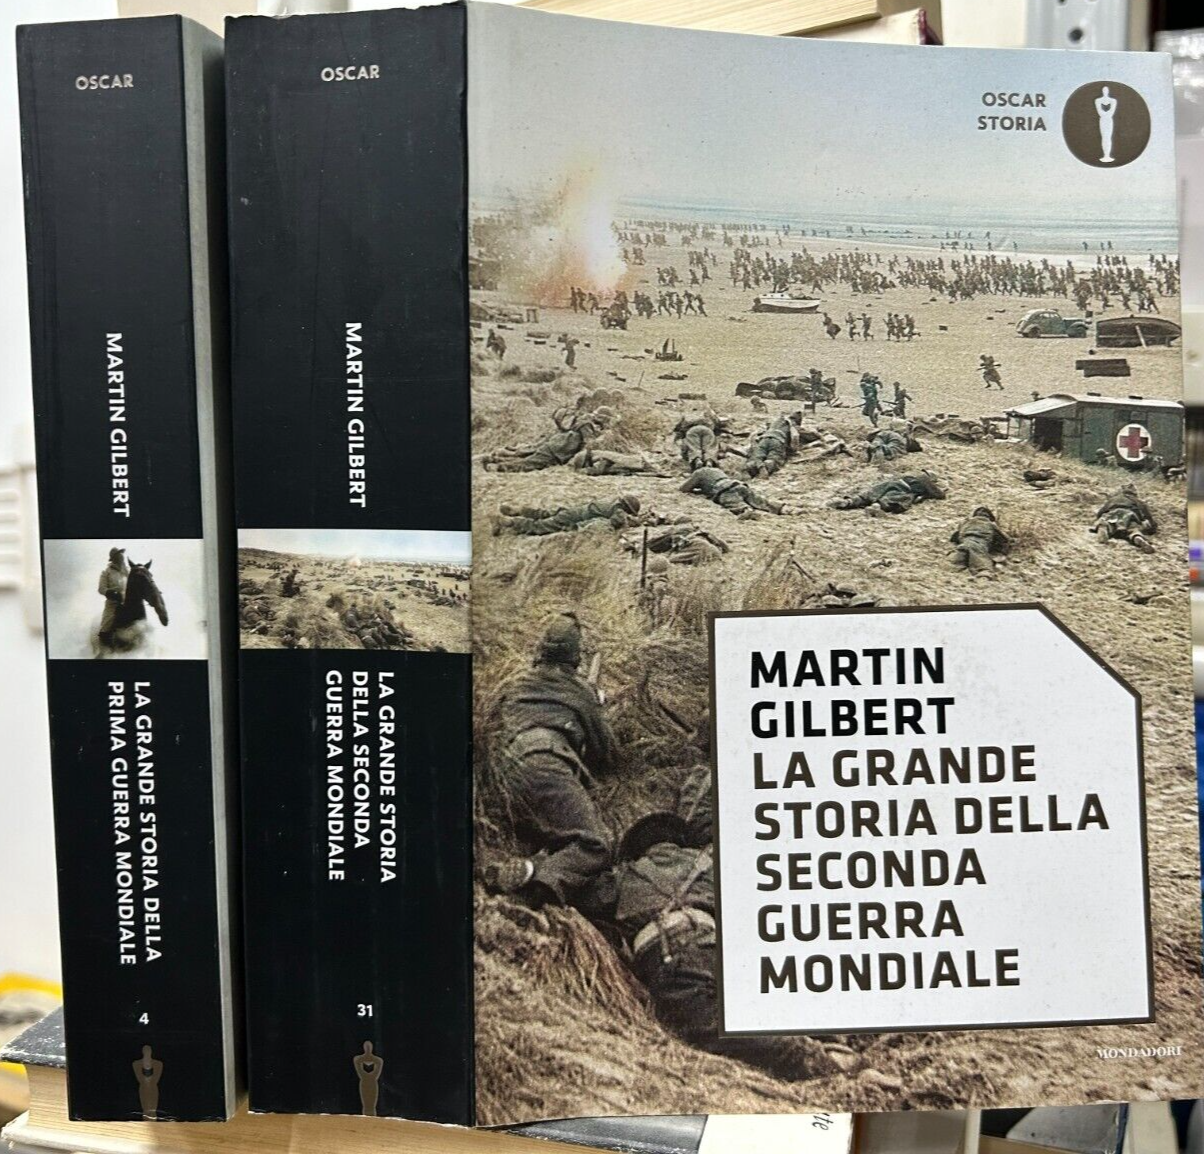 OSCAR
MARTIN GILBERT
LA GRANDE STORIA DELLA
PRIMA GUERRA MONDIALE
4
OSCAR
MARTIN GILBERT
LA GRANDE STORIA
DELLA SECONDA
GUERRA MONDIALE
31
OSCAR
STORIA
MARTIN
GILBERT
LA GRANDE
STORIA DELLA
SECONDA
GUERRA
MONDIALE
MONDADORI